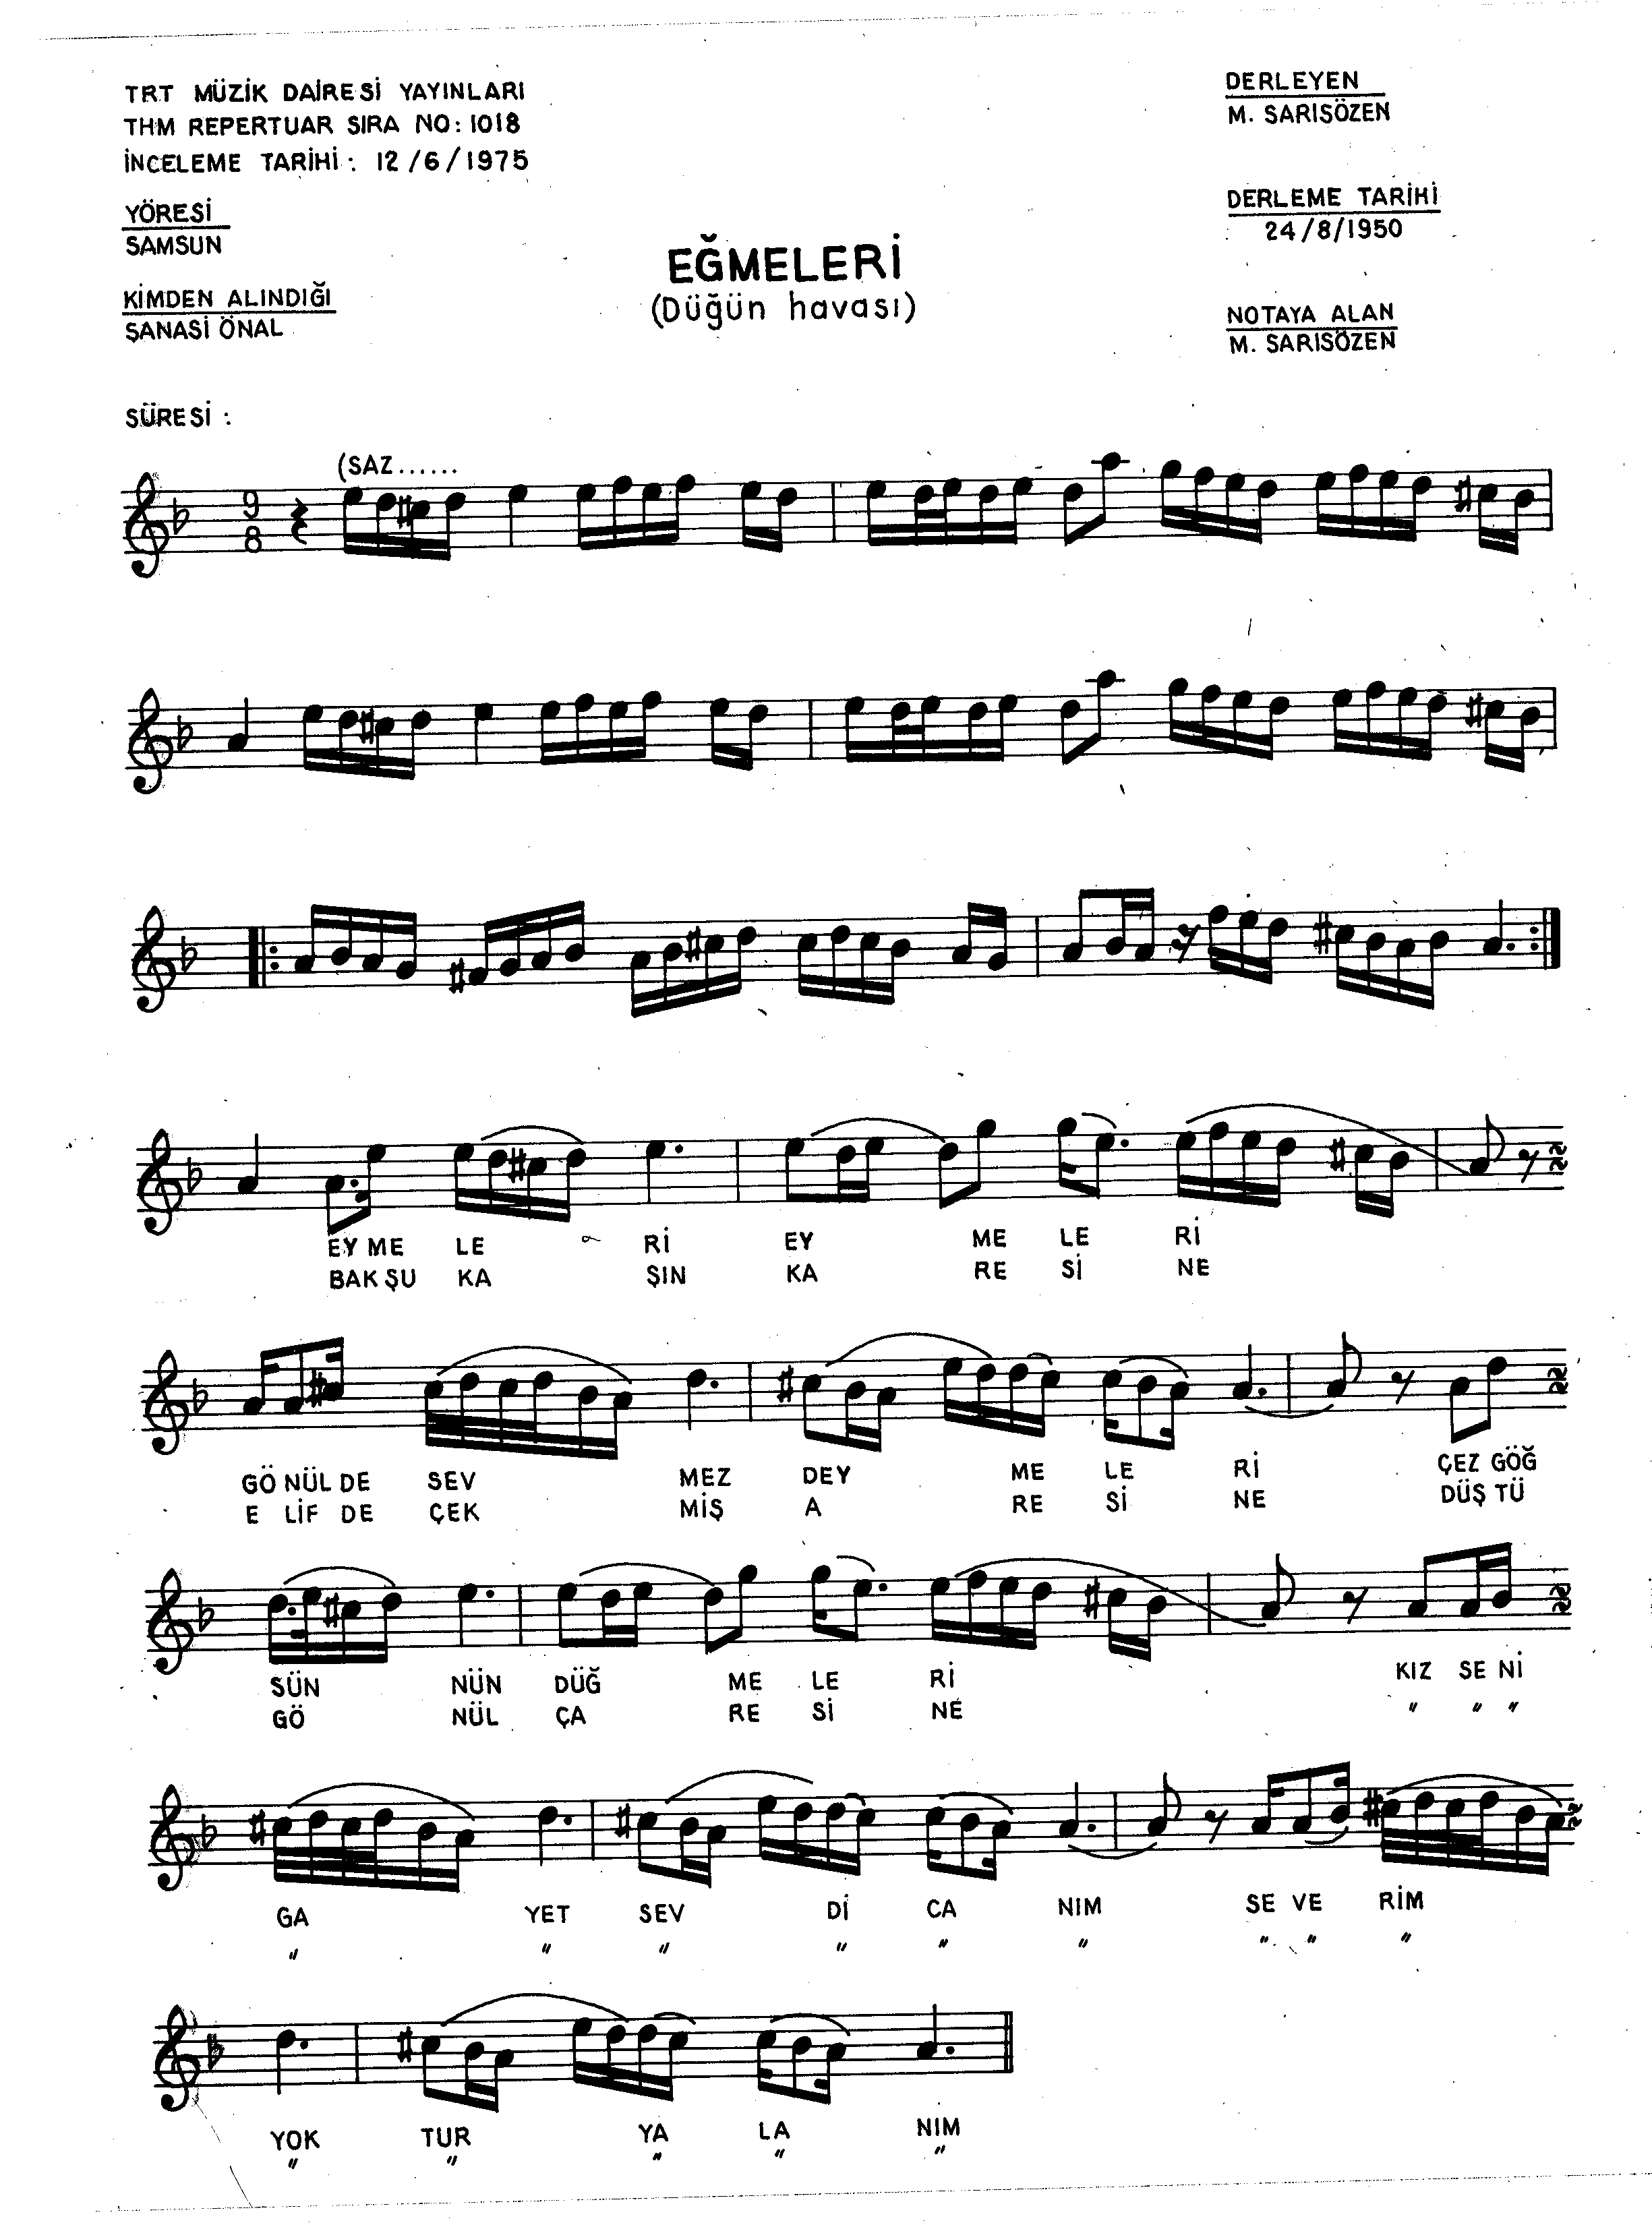 TRT MÜZİK DAİRESİ YAYINLARI
THM REPERTUAR SIRA NO: 1018
İNCELEME TARİHİ: 12/6/1975
YÖRESİ
SAMSUN
KİMDEN ALINDIĞI
ŞANASİ ÖNAL
SÜRESİ :
EĞMELERİ
(Düğün havası)
DERLEYEN
M. SARISÖZEN
DERLEME TARİHİ
24/8/1950
NOTAYA ALAN
M. SARISÖZEN
(SAZ......
9
8
EY ME LE Rİ EY ME LE Rİ
BAK ŞU KA ŞIN KA RE Sİ NE
GÖ NÜL DE SEV MEZ DEY ME LE Rİ ÇEZ GÖĞ
E LİF DE ÇEK MİŞ A RE Sİ NE DÜŞ TÜ
SÜN NÜN DÜĞ ME LE Rİ KIZ SE Nİ
GÖ NÜL ÇA RE Sİ NE " " "
GA YET SEV Dİ CA NIM SE VE RİM
" " " " " " " " "
YOK TUR YA LA NIM
" " " " "